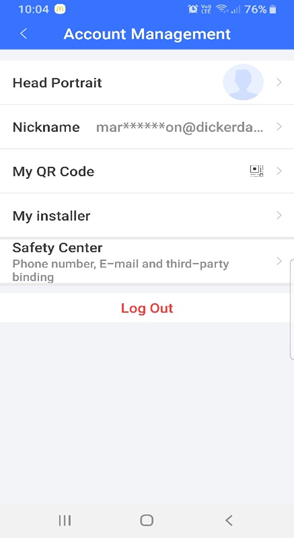 10:04 76%
Account Management
Head Portrait
Nickname mar******on@dickerda...
My QR Code
My installer
Safety Center
Phone number, E-mail and third-party
binding
Log Out